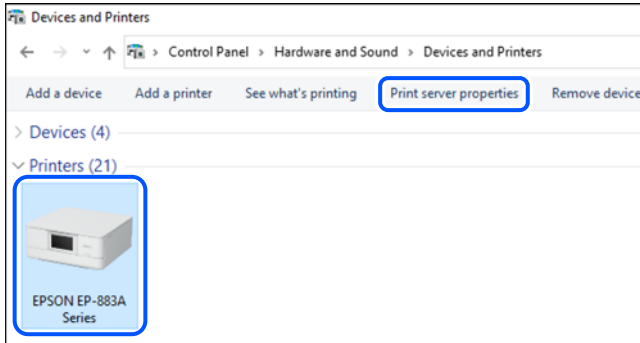 Devices and Printers
Control Panel > Hardware and Sound > Devices and Printers
Add a device Add a printer See what's printing Print server properties Remove device
Devices (4)
Printers (21)
EPSON EP-883A
Series